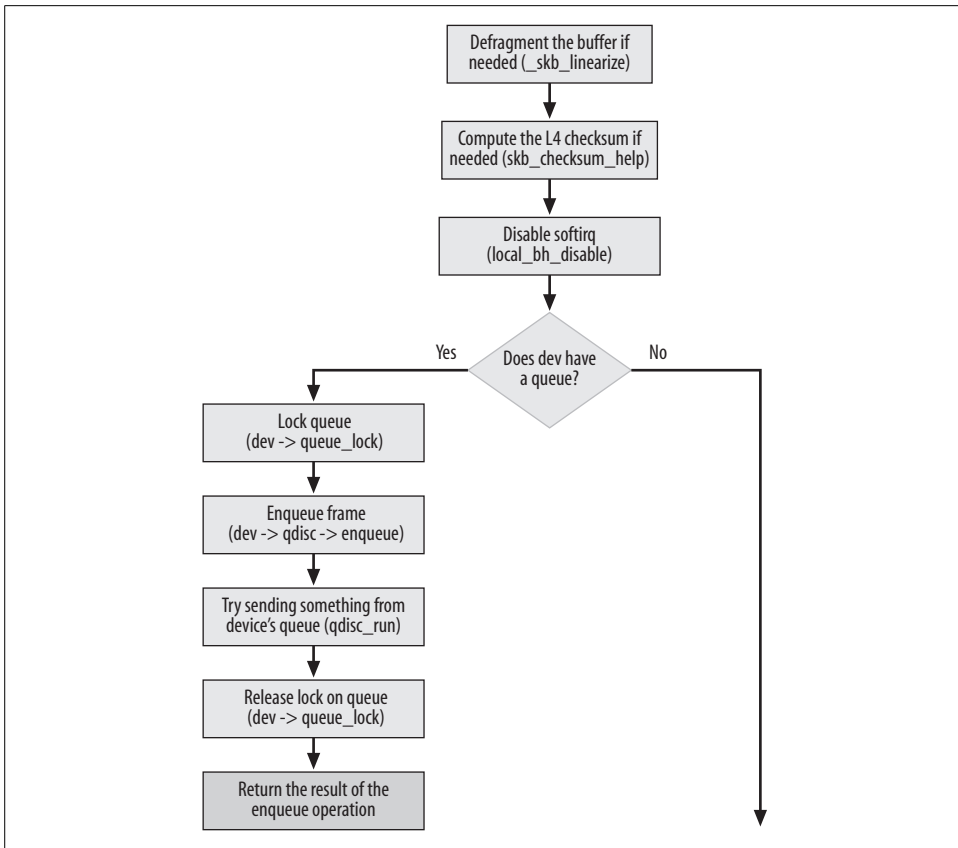 Defragment the buffer if
needed (_skb_linearize)
Compute the L4 checksum if
needed (skb_checksum_help)
Disable softirq
(local_bh_disable)
Does dev have
a queue?
Yes
No
Lock queue
(dev -> queue_lock)
Enqueue frame
(dev -> qdisc -> enqueue)
Try sending something from
device’s queue (qdisc_run)
Release lock on queue
(dev -> queue_lock)
Return the result of the
enqueue operation